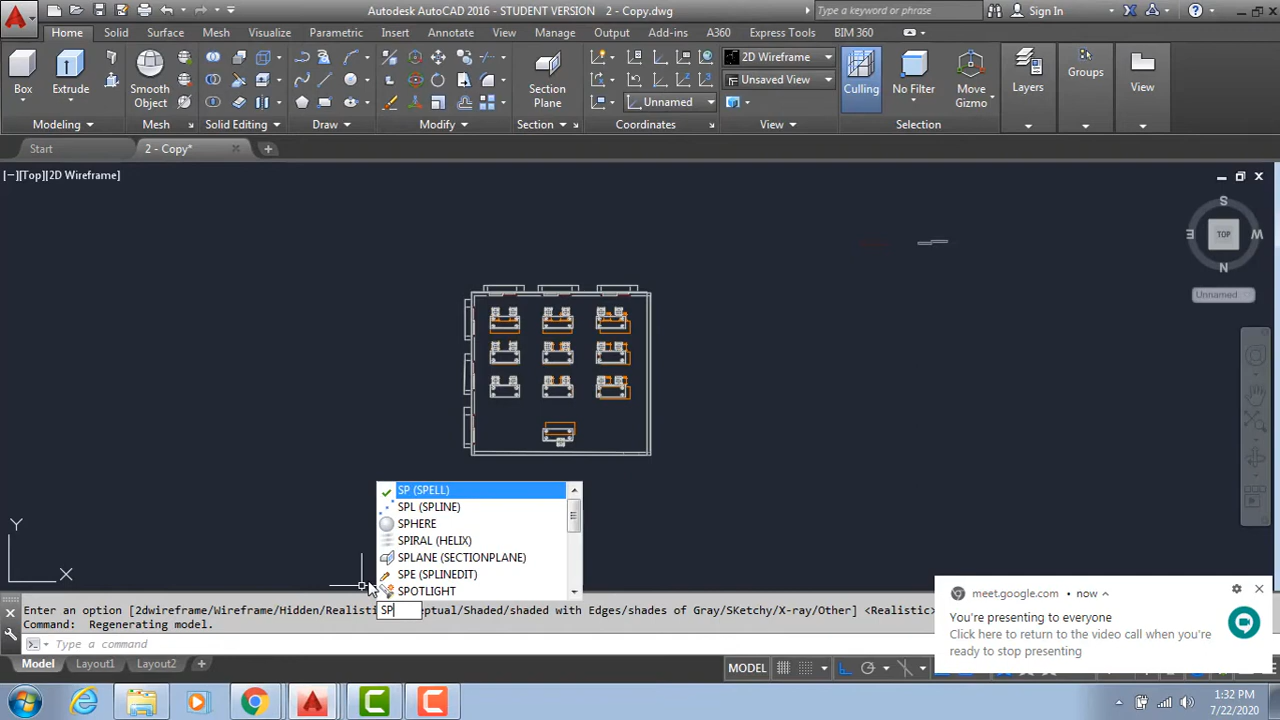 Autodesk AutoCAD 2016 - STUDENT VERSION 2 - Copy.dwg
Type a keyword or phrase
Sign In
Home Solid Surface Mesh Visualize Parametric Insert Annotate View Manage Output Add-ins A360 Express Tools BIM 360
Box
Extrude
Smooth
Object
Section
Plane
2D Wireframe
Unsaved View
Unnamed
Culling
No Filter
Move
Gizmo
Layers
Groups
View
Modeling Mesh Solid Editing Draw Modify Section Coordinates View Selection
Start 2 - Copy*
[−][Top][2D Wireframe]
S
E TOP W
N
Unnamed
SP (SPELL)
SPL (SPLINE)
SPHERE
SPIRAL (HELIX)
SPLANE (SECTIONPLANE)
SPE (SPLINEDIT)
SPOTLIGHT
SP
Y
X
Enter an option [2dwireframe/Wireframe/Hidden/Realisti eptual/Shaded/shaded with Edges/shades of Gray/SKetchy/X-ray/Other] <Realistic>
Command: Regenerating model.
Type a command
meet.google.com • now
You're presenting to everyone
Click here to return to the video call when you're
ready to stop presenting
Model Layout1 Layout2
MODEL
1:32 PM
7/22/2020